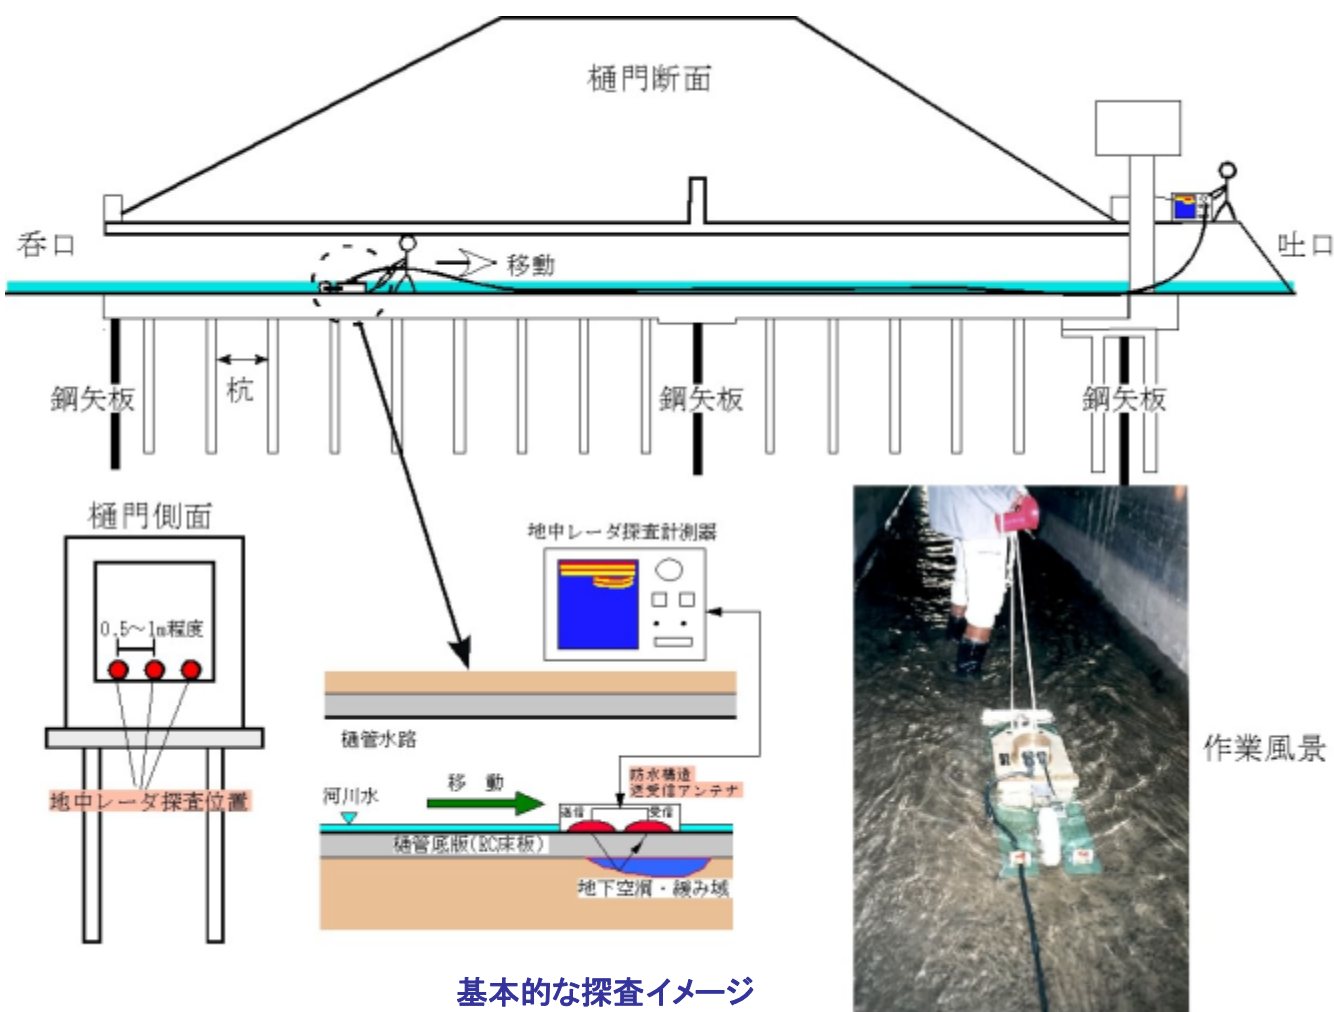 樋門断面
呑口
移動
吐口
鋼矢板
杭
鋼矢板
鋼矢板
樋門側面
0.5～1m程度
地中レーダ探査位置
地中レーダ探査計測器
樋管水路
河川水
移 動
防水構造
送受信アンテナ
送信
受信
樋管底版(RC床板)
地下空洞・緩み域
作業風景
基本的な探査イメージ